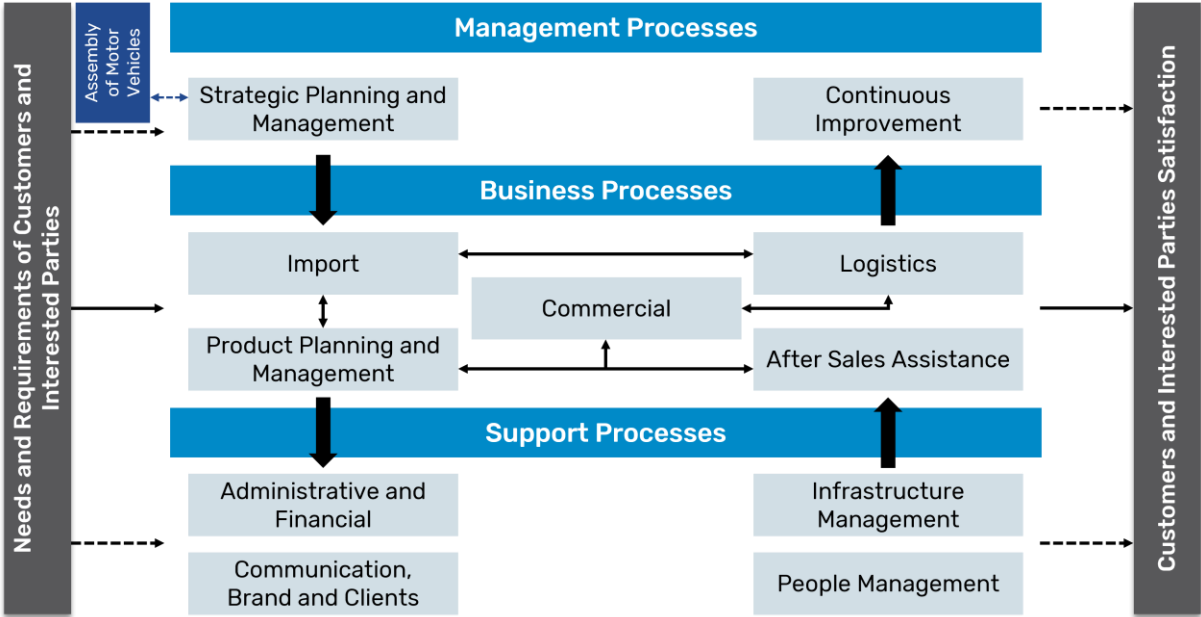 Needs and Requirements of Customers and
Interested Parties
Assembly
of Motor
Vehicles
Management Processes
Strategic Planning and
Management
Continuous
Improvement
Business Processes
Import
Logistics
Commercial
Product Planning and
Management
After Sales Assistance
Support Processes
Administrative and
Financial
Infrastructure
Management
Communication,
Brand and Clients
People Management
Customers and Interested Parties Satisfaction